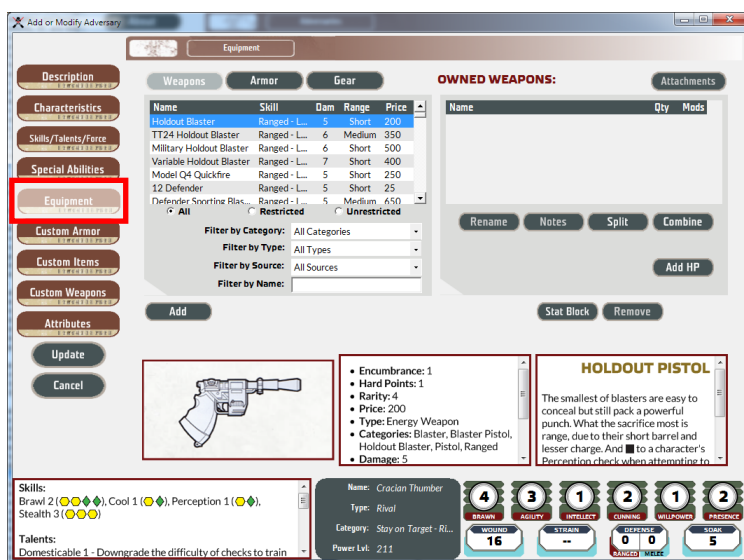 Add or Modify Adversary
Equipment
Description
Characteristics
Skills/Talents/Force
Special Abilities
Equipment
Custom Armor
Custom Items
Custom Weapons
Attributes
Update
Cancel
Weapons Armor Gear
Name Skill Dam Range Price
Holdout Blaster Ranged - L... 5 Short 200
TT24 Holdout Blaster Ranged - L... 6 Medium 350
Military Holdout Blaster Ranged - L... 6 Short 500
Variable Holdout Blaster Ranged - L... 7 Short 400
Model Q4 Quickfire Ranged - L... 5 Short 250
12 Defender Ranged - L... 5 Short 25
Defender Sporting Blas... Ranged - L... 5 Medium 650
All Restricted Unrestricted
Filter by Category: All Categories
Filter by Type: All Types
Filter by Source: All Sources
Filter by Name:
Add
OWNED WEAPONS: Attachments
Name Qty Mods
Rename Notes Split Combine
Add HP
Stat Block Remove
• Encumbrance: 1
• Hard Points: 1
• Rarity: 4
• Price: 200
• Type: Energy Weapon
• Categories: Blaster, Blaster Pistol,
Holdout Blaster, Pistol, Ranged
• Damage: 5
HOLDOUT PISTOL
The smallest of blasters are easy to
conceal but still pack a powerful
punch. What the sacrifice most is
range, due to their short barrel and
lesser charge. And to a character's
Perception check when attempting to
Skills:
Brawl 2 ( ), Cool 1 ( ), Perception 1 ( ),
Stealth 3 ( )
Talents:
Domesticable 1 - Downgrade the difficulty of checks to train
Name: Cracian Thumber
Type: Rival
Category: Stay on Target - Ri...
Power Lvl: 211
4 3 1 2 1 2
BRAWN AGILITY INTELLECT CUNNING WILLPOWER PRESENCE
WOUND STRAIN DEFENSE SOAK
16 -- 0 0 5
RANGED MELEE